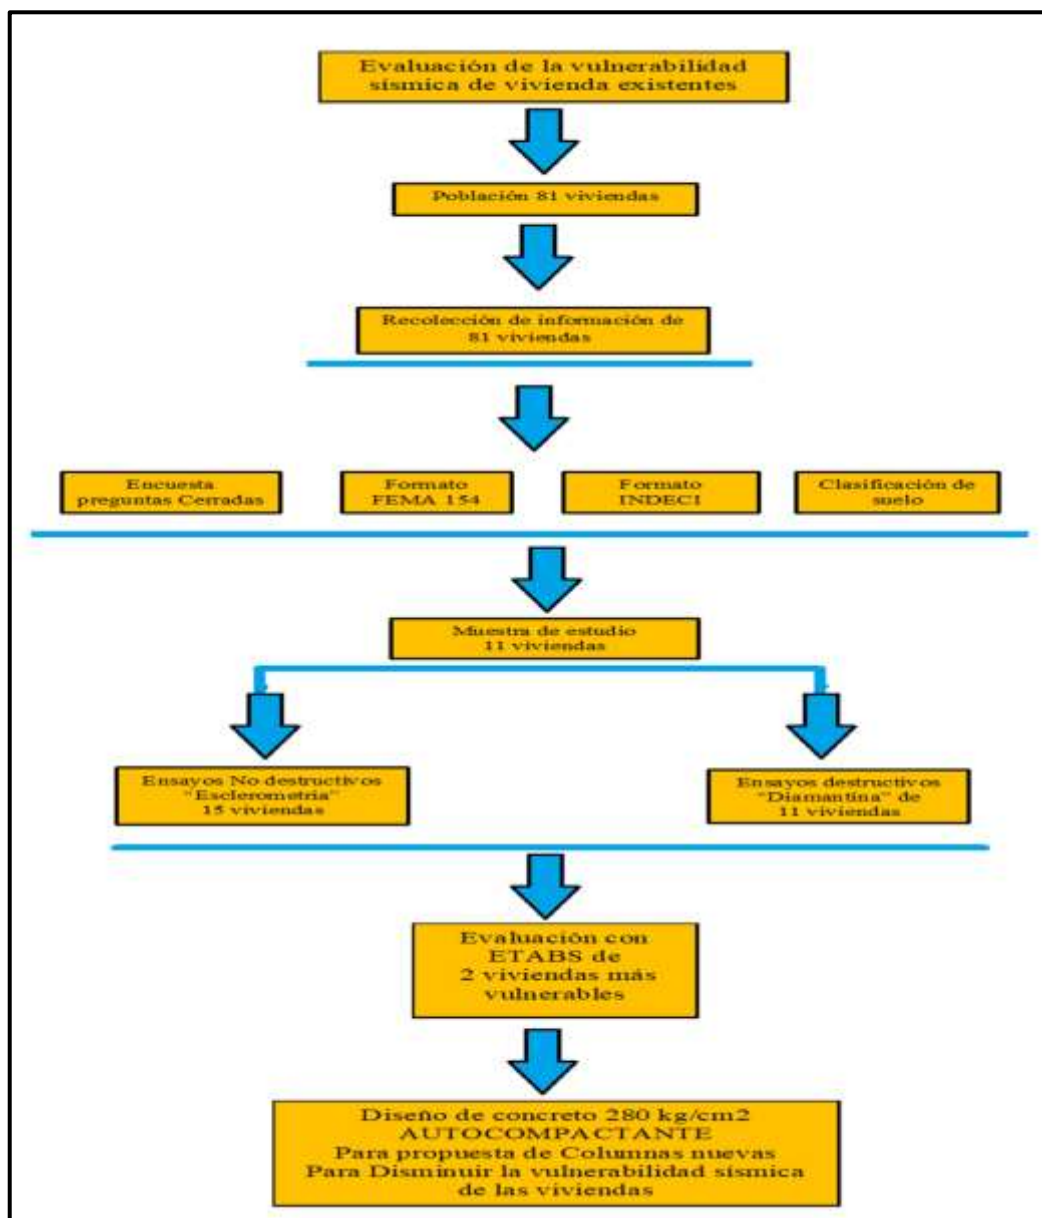 Evaluación de la vulnerabilidad
sísmica de vivienda existentes
Población 81 viviendas
Recolección de información de
81 viviendas
Encuesta
preguntas Cerradas
Formato
FEMA 154
Formato
INDECI
Clasificación de
suelo
Muestra de estudio
11 viviendas
Ensayos No destructivos
"Esclerometria"
15 viviendas
Ensayos destructivos
"Diamantina" de
11 viviendas
Evaluación con
ETABS de
2 viviendas más
vulnerables
Diseño de concreto 280 kg/cm2
AUTOCOMPACTANTE
Para propuesta de Columnas nuevas
Para Disminuir la vulnerabilidad sísmica
de las viviendas